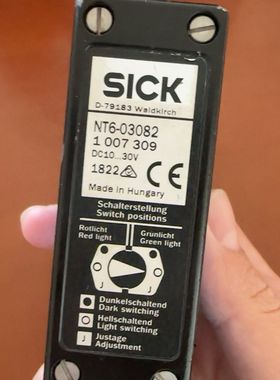 SICK
D-79183 Waldkirch
NT6-03082
1 007 309
DC10...30V
1822 CE
Made in Hungary
Schalterstellung
Switch positions
Rotlicht Grunlicht
Red light Green light
J J
Dunkelschaltend
Dark switching
Hellschaltend
Light switching
J Justage
Adjustment